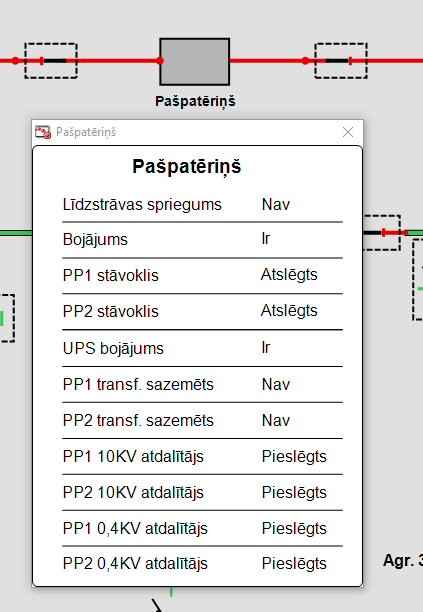 Pašpatēriņš
Pašpatēriņš
Pašpatēriņš
Līdzstrāvas spriegums Nav
Bojājums Ir
PP1 stāvoklis Atslēgts
PP2 stāvoklis Atslēgts
UPS bojājums Ir
PP1 transf. sazemēts Nav
PP2 transf. sazemēts Nav
PP1 10KV atdalītājs Pieslēgts
PP2 10KV atdalītājs Pieslēgts
PP1 0,4KV atdalītājs Pieslēgts
PP2 0,4KV atdalītājs Pieslēgts
Agr.